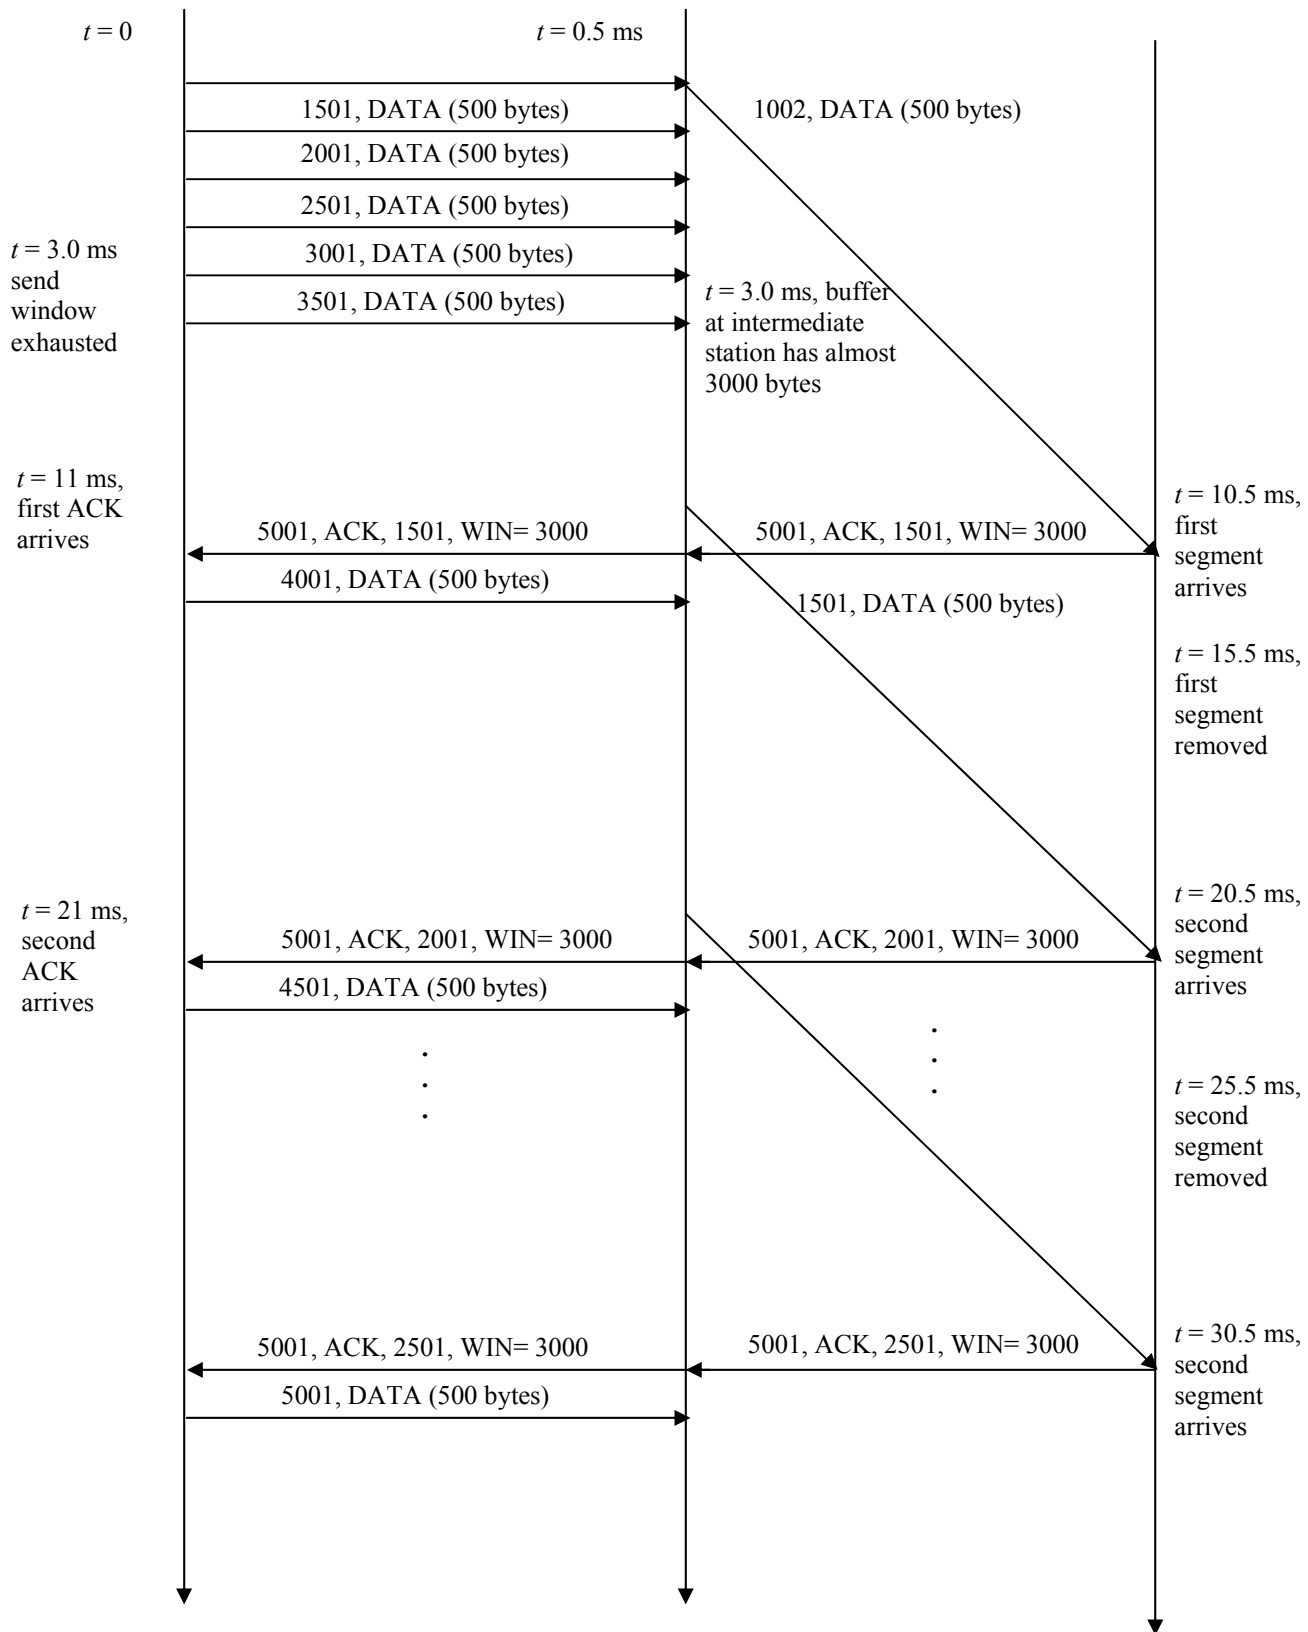 t = 0
t = 0.5 ms
1501, DATA (500 bytes)
1002, DATA (500 bytes)
2001, DATA (500 bytes)
2501, DATA (500 bytes)
3001, DATA (500 bytes)
3501, DATA (500 bytes)
t = 3.0 ms
send
window
exhausted
t = 3.0 ms, buffer
at intermediate
station has almost
3000 bytes
t = 11 ms,
first ACK
arrives
5001, ACK, 1501, WIN= 3000
5001, ACK, 1501, WIN= 3000
t = 10.5 ms,
first
segment
arrives
4001, DATA (500 bytes)
1501, DATA (500 bytes)
t = 15.5 ms,
first
segment
removed
t = 21 ms,
second
ACK
arrives
5001, ACK, 2001, WIN= 3000
5001, ACK, 2001, WIN= 3000
t = 20.5 ms,
second
segment
arrives
4501, DATA (500 bytes)
.
.
.
.
.
.
t = 25.5 ms,
second
segment
removed
5001, ACK, 2501, WIN= 3000
5001, ACK, 2501, WIN= 3000
t = 30.5 ms,
second
segment
arrives
5001, DATA (500 bytes)